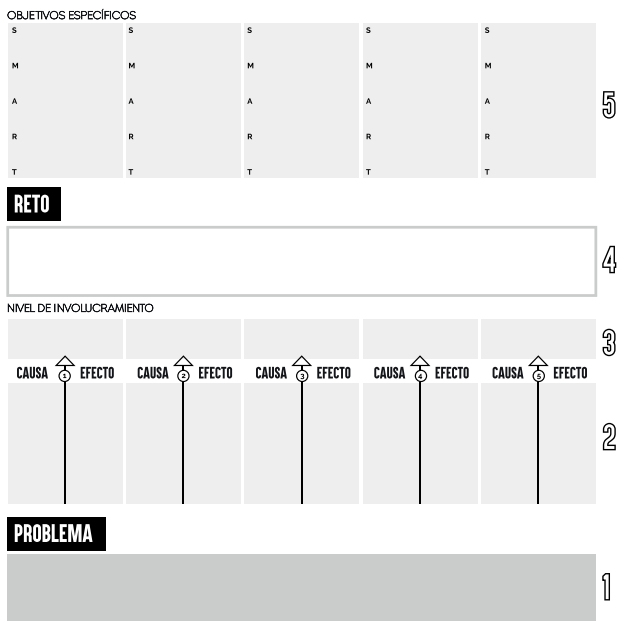 OBJETIVOS ESPECÍFICOS
S S S S S
M M M M M
A A A A A
R R R R R
T T T T T
5
RETO
4
NIVEL DE INVOLUCRAMIENTO
3
CAUSA 1 EFECTO CAUSA 2 EFECTO CAUSA 3 EFECTO CAUSA 4 EFECTO CAUSA 5 EFECTO
2
PROBLEMA
1